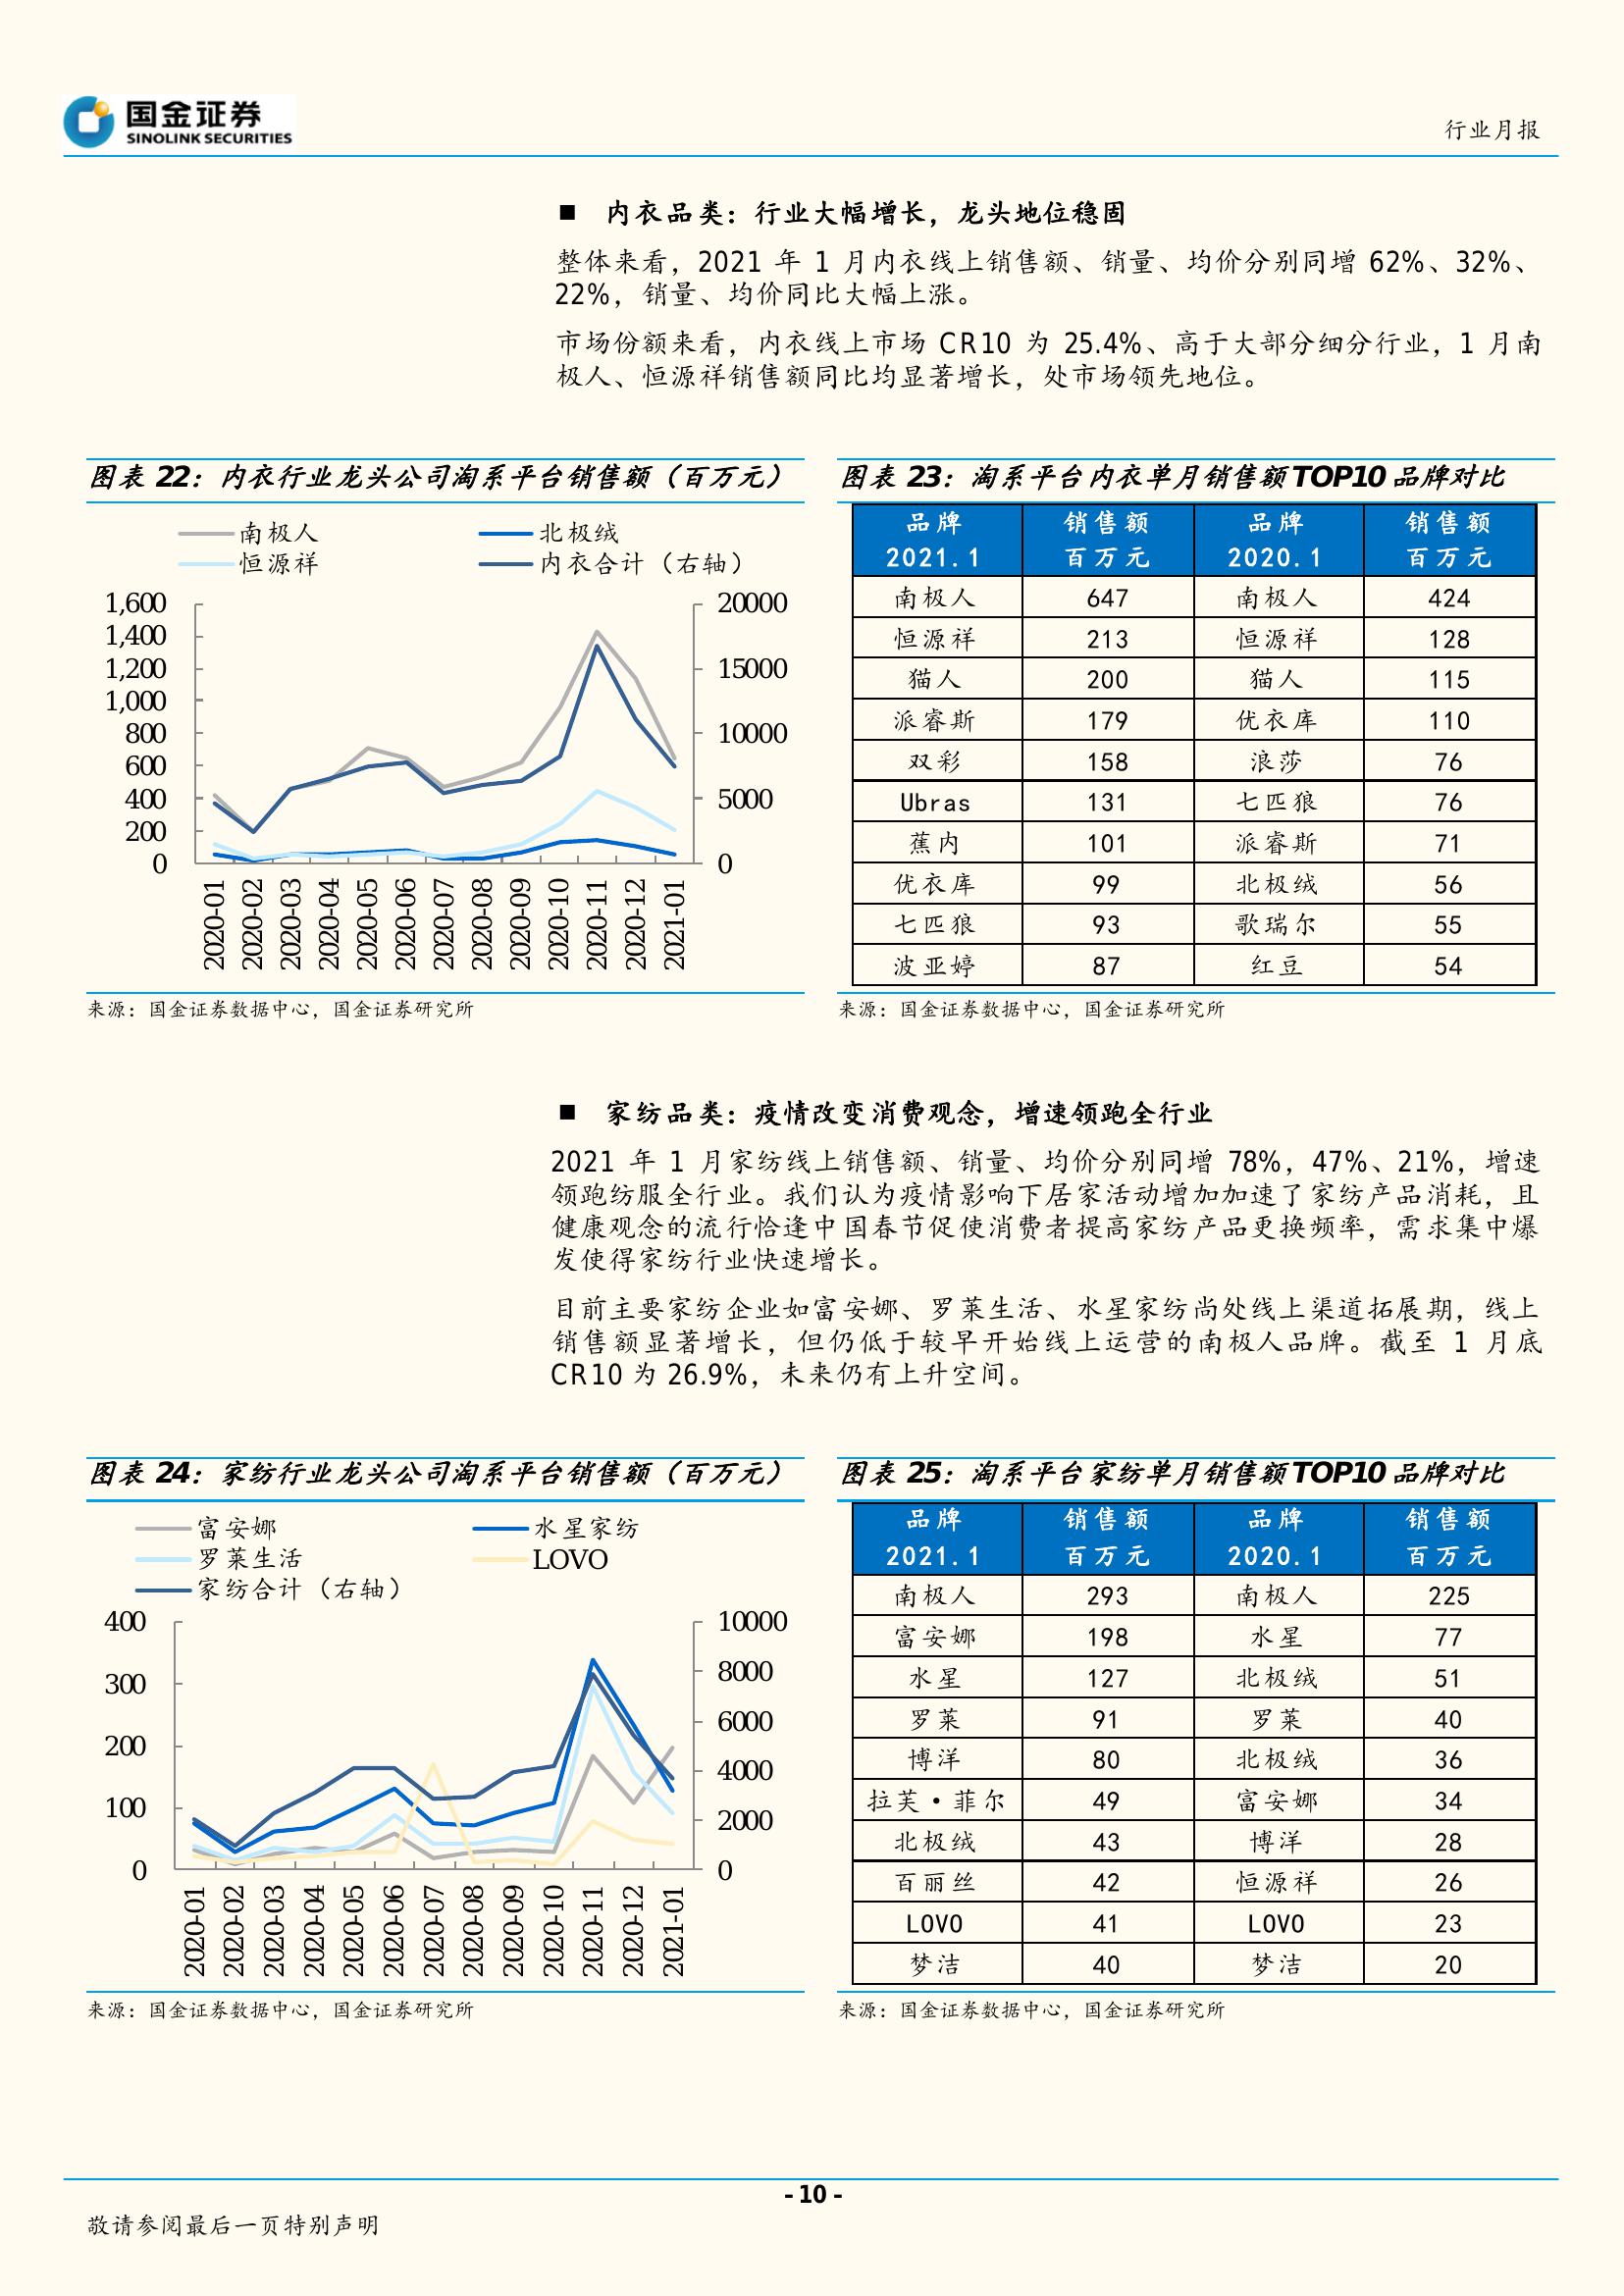 国金证券
SINOLINK SECURITIES
行业月报
■ 内衣品类：行业大幅增长，龙头地位稳固
整体来看，2021 年 1 月内衣线上销售额、销量、均价分别同增 62%、32%、
22%，销量、均价同比大幅上涨。
市场份额来看，内衣线上市场 CR10 为 25.4%、高于大部分细分行业，1 月南
极人、恒源祥销售额同比均显著增长，处市场领先地位。
图表 22：内衣行业龙头公司淘系平台销售额（百万元）
南极人 北极绒
恒源祥 内衣合计（右轴）
1,600 20000
1,400
1,200 15000
1,000
800 10000
600
400 5000
200
0 0
2020-01 2020-02 2020-03 2020-04 2020-05 2020-06 2020-07 2020-08 2020-09 2020-10 2020-11 2020-12 2021-01
来源：国金证券数据中心，国金证券研究所
图表 23：淘系平台内衣单月销售额TOP10 品牌对比
品牌 销售额 品牌 销售额
2021.1 百万元 2020.1 百万元
南极人 647 南极人 424
恒源祥 213 恒源祥 128
猫人 200 猫人 115
派睿斯 179 优衣库 110
双彩 158 浪莎 76
Ubras 131 七匹狼 76
蕉内 101 派睿斯 71
优衣库 99 北极绒 56
七匹狼 93 歌瑞尔 55
波亚婷 87 红豆 54
来源：国金证券数据中心，国金证券研究所
■ 家纺品类：疫情改变消费观念，增速领跑全行业
2021 年 1 月家纺线上销售额、销量、均价分别同增 78%，47%、21%，增速
领跑纺服全行业。我们认为疫情影响下居家活动增加加速了家纺产品消耗，且
健康观念的流行恰逢中国春节促使消费者提高家纺产品更换频率，需求集中爆
发使得家纺行业快速增长。
目前主要家纺企业如富安娜、罗莱生活、水星家纺尚处线上渠道拓展期，线上
销售额显著增长，但仍低于较早开始线上运营的南极人品牌。截至 1 月底
CR10 为 26.9%，未来仍有上升空间。
图表 24：家纺行业龙头公司淘系平台销售额（百万元）
富安娜 水星家纺
罗莱生活 LOVO
家纺合计（右轴）
400 10000
300 8000
200 6000
4000
100 2000
0 0
2020-01 2020-02 2020-03 2020-04 2020-05 2020-06 2020-07 2020-08 2020-09 2020-10 2020-11 2020-12 2021-01
来源：国金证券数据中心，国金证券研究所
图表 25：淘系平台家纺单月销售额TOP10 品牌对比
品牌 销售额 品牌 销售额
2021.1 百万元 2020.1 百万元
南极人 293 南极人 225
富安娜 198 水星 77
水星 127 北极绒 51
罗莱 91 罗莱 40
博洋 80 北极绒 36
拉芙·菲尔 49 富安娜 34
北极绒 43 博洋 28
百丽丝 42 恒源祥 26
LOVO 41 LOVO 23
梦洁 40 梦洁 20
来源：国金证券数据中心，国金证券研究所
- 10 -
敬请参阅最后一页特别声明